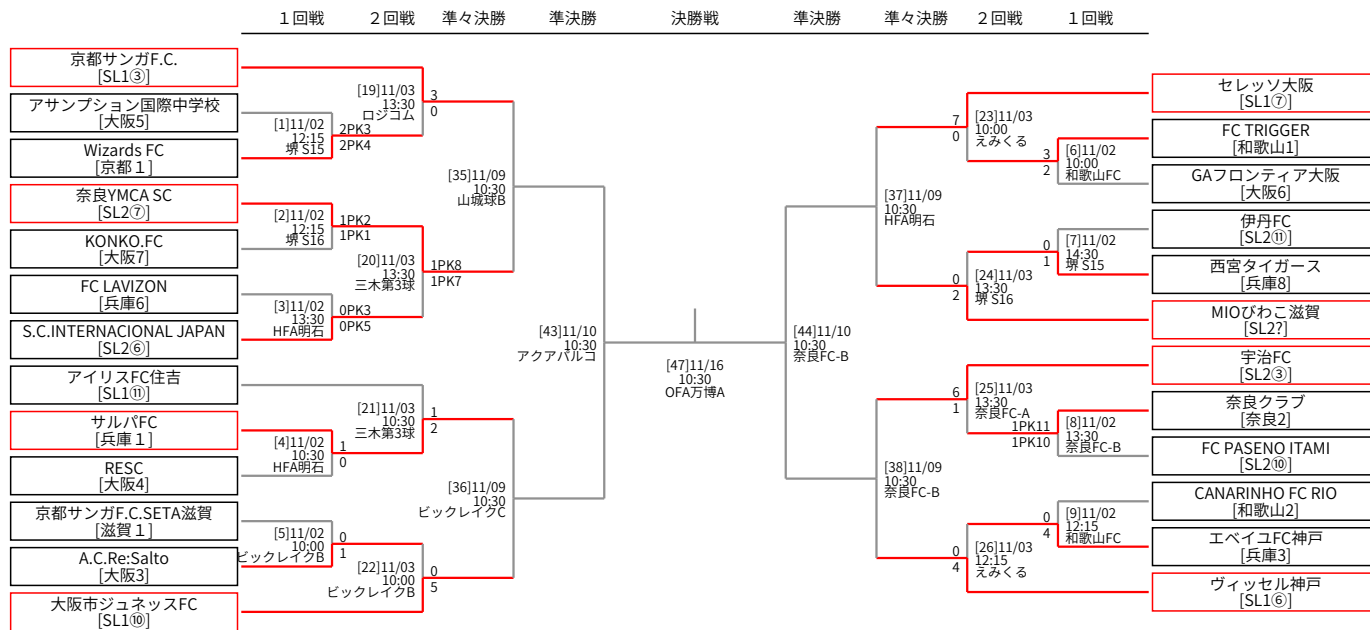 １回戦
２回戦
準々決勝
準決勝
決勝戦
準決勝
準々決勝
２回戦
１回戦
京都サンガF.C.
[SL1③]
アサンプション国際中学校
[大阪5]
Wizards FC
[京都１]
奈良YMCA SC
[SL2⑦]
KONKO.FC
[大阪7]
FC LAVIZON
[兵庫6]
S.C.INTERNACIONAL JAPAN
[SL2⑥]
アイリスFC住吉
[SL1⑪]
サルパFC
[兵庫１]
RESC
[大阪4]
京都サンガF.C.SETA滋賀
[滋賀１]
A.C.Re:Salto
[大阪3]
大阪市ジュネッスFC
[SL1⑩]
[1]11/02
12:15
堺 S15
2PK3
2PK4
[2]11/02
12:15
堺 S16
1PK2
1PK1
[3]11/02
13:30
HFA明石
0PK3
0PK5
[4]11/02
10:30
HFA明石
1
0
[5]11/02
10:00
ビックレイクB
0
1
[19]11/03
13:30
ロジコム
3
0
[20]11/03
13:30
三木第3球
1PK8
1PK7
[21]11/03
10:30
三木第3球
1
2
[22]11/03
10:00
ビックレイクB
0
5
[35]11/09
10:30
山城球B
[36]11/09
10:30
ビックレイクC
[43]11/10
10:30
アクアパルコ
[47]11/16
10:30
OFA万博A
[44]11/10
10:30
奈良FC-B
[37]11/09
10:30
HFA明石
[38]11/09
10:30
奈良FC-B
7
0
[23]11/03
10:00
えみくる
0
2
[24]11/03
13:30
堺 S16
6
1
[25]11/03
13:30
奈良FC-A
0
4
[26]11/03
12:15
えみくる
3
2
[6]11/02
10:00
和歌山FC
0
1
[7]11/02
14:30
堺 S15
1PK11
1PK10
[8]11/02
13:30
奈良FC-B
0
4
[9]11/02
12:15
和歌山FC
セレッソ大阪
[SL1⑦]
FC TRIGGER
[和歌山1]
GAフロンティア大阪
[大阪6]
伊丹FC
[SL2⑪]
西宮タイガース
[兵庫8]
MIOびわこ滋賀
[SL2?]
宇治FC
[SL2③]
奈良クラブ
[奈良2]
FC PASENO ITAMI
[SL2⑩]
CANARINHO FC RIO
[和歌山2]
エベイユFC神戸
[兵庫3]
ヴィッセル神戸
[SL1⑥]